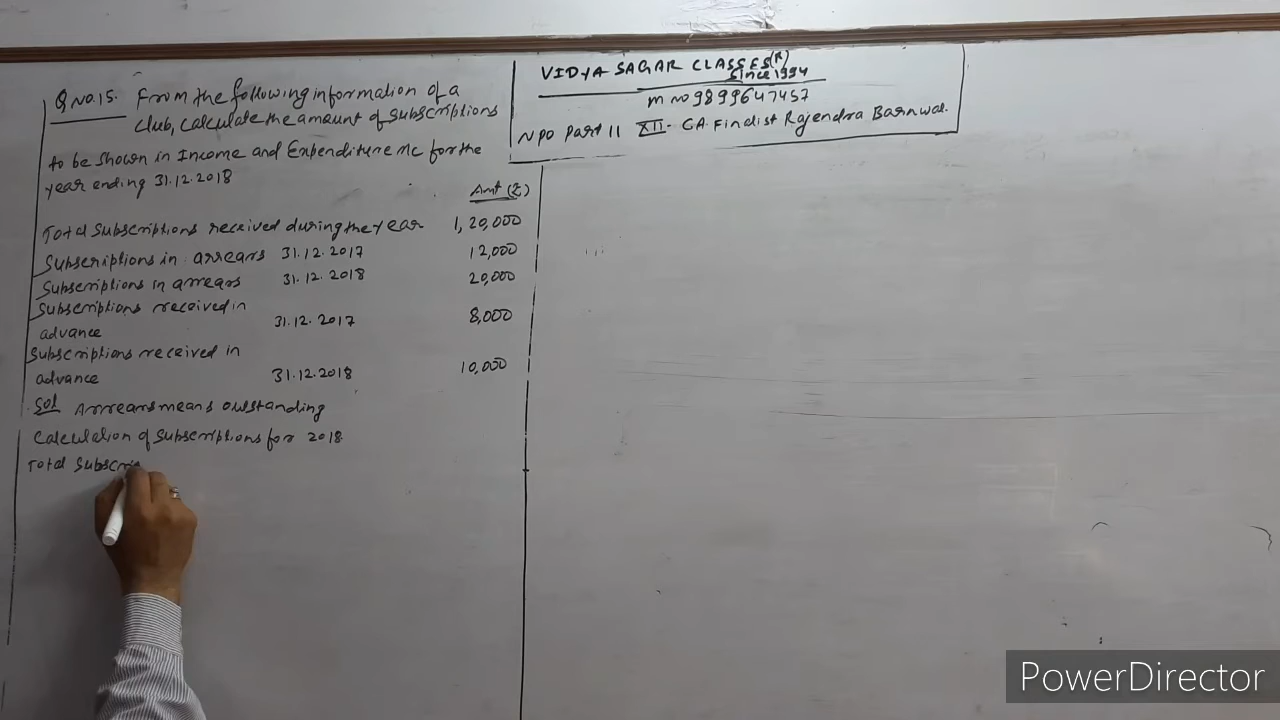 Q NO.15. From the following information of a
club, calculate the amount of subscriptions
to be shown in Income and Expenditure A/c for the
year ending 31.12.2018
Amt (₹)
Total subscriptions received during the year 1,20,000
Subscriptions in arrears 31.12.2017 12,000
Subscriptions in arrears 31.12.2018 20,000
Subscriptions received in
advance 31.12.2017 8,000
Subscriptions received in
advance 31.12.2018 10,000
Sol Arrears means outstanding
Calculation of subscriptions for 2018
Total Subscri
VIDYA SAGAR CLASSES (R)
Since 1994
M no 9899647457
NPO Part 11 XII - CA. Findist Rajendra Barnwal.
PowerDirector